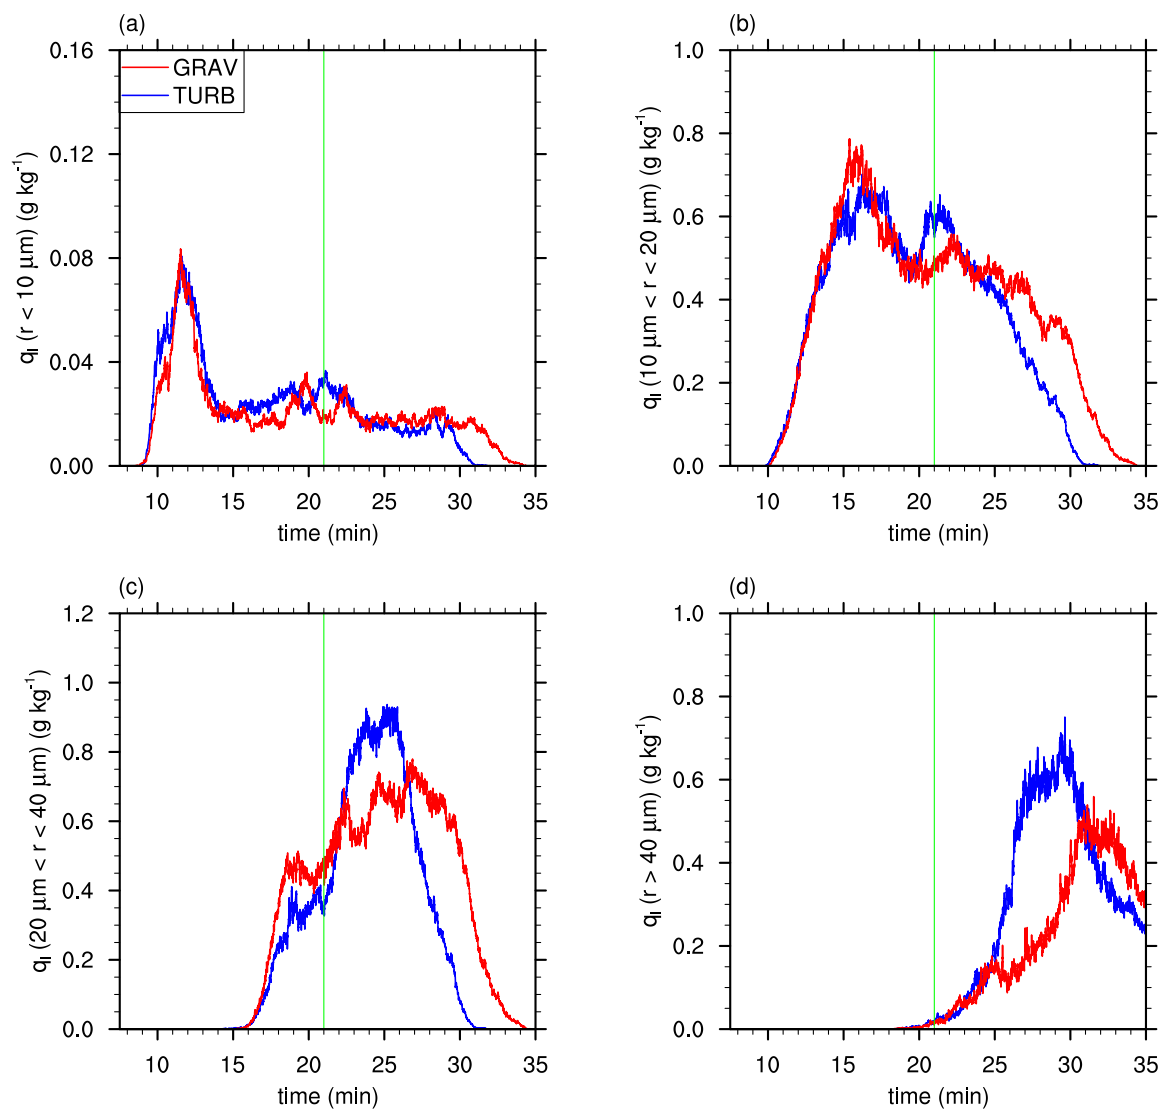 (a)
0.16
0.12
0.08
0.04
0.00
q_ll (r < 10 µm) (g kg⁻¹)
GRAV
TURB
10 15 20 25 30 35
time (min)
(b)
1.0
0.8
0.6
0.4
0.2
0.0
q_ll (10 µm < r < 20 µm) (g kg⁻¹)
10 15 20 25 30 35
time (min)
(c)
1.2
1.0
0.8
0.6
0.4
0.2
0.0
q_ll (20 µm < r < 40 µm) (g kg⁻¹)
10 15 20 25 30 35
time (min)
(d)
1.0
0.8
0.6
0.4
0.2
0.0
q_ll (r > 40 µm) (g kg⁻¹)
10 15 20 25 30 35
time (min)